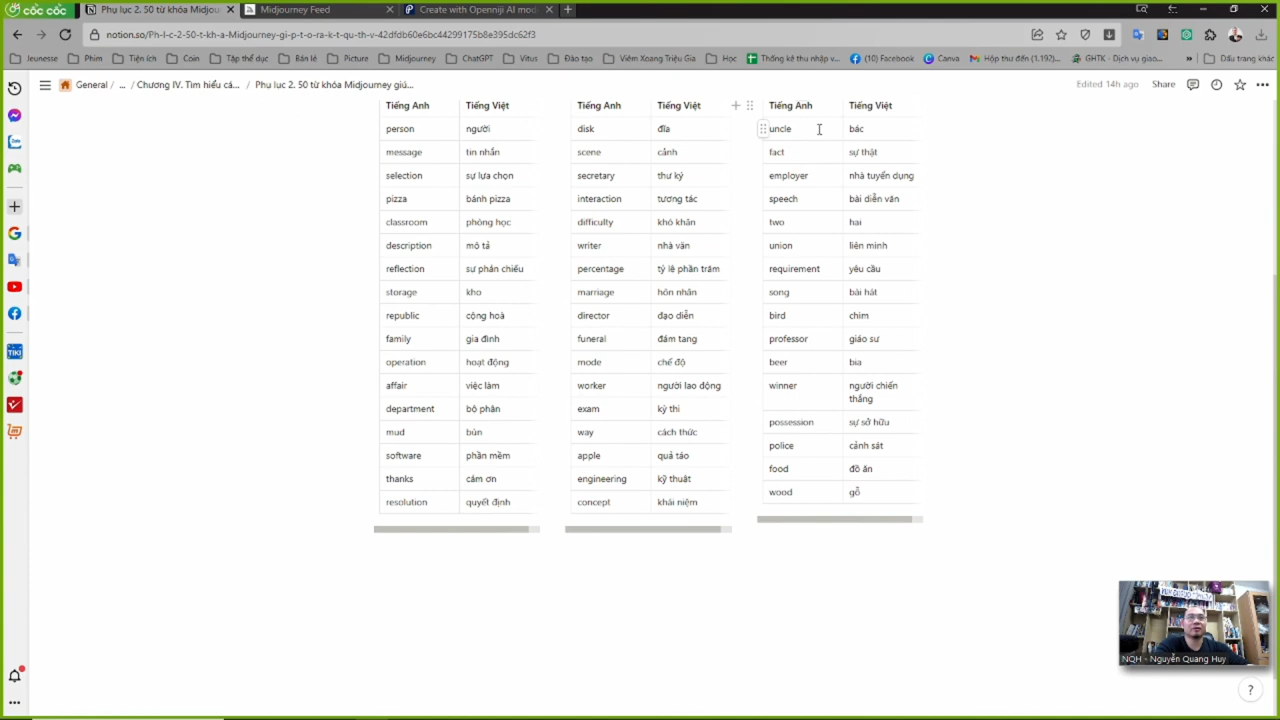 cốc cốc
Phụ lục 2. 50 từ khóa Midjou
Midjourney Feed
Create with Openniji AI mod
notion.so/Ph-l-c-2-50-t-kh-a-Midjourney-gi-p-t-o-ra-k-t-qu-th-v-42dfdb60e6bc44299175b8e395dc62f3
Jeunesse
Phim
Tiện ích
Coin
Tập thể dục
Bán lẻ
Picture
Midjourney
ChatGPT
Vitus
Đào tạo
Viêm Xoang Triệu Gia
Học
Thống kê thu nhập v...
(10) Facebook
Canva
Hộp thư đến (1.192)...
GHTK - Dịch vụ giao...
»
Dấu trang khác
General / ... / Chương IV. Tìm hiểu cá... / Phụ lục 2. 50 từ khóa Midjourney giú...
Edited 14h ago
Share
Tiếng Anh Tiếng Việt
person người
message tin nhắn
selection sự lựa chọn
pizza bánh pizza
classroom phòng học
description mô tả
reflection sự phản chiếu
storage kho
republic cộng hoà
family gia đình
operation hoạt động
affair việc làm
department bộ phận
mud bùn
software phần mềm
thanks cảm ơn
resolution quyết định
Tiếng Anh Tiếng Việt
disk đĩa
scene cảnh
secretary thư ký
interaction tương tác
difficulty khó khăn
writer nhà văn
percentage tỷ lệ phần trăm
marriage hôn nhân
director đạo diễn
funeral đám tang
mode chế độ
worker người lao động
exam kỳ thi
way cách thức
apple quả táo
engineering kỹ thuật
concept khái niệm
Tiếng Anh Tiếng Việt
uncle bác
fact sự thật
employer nhà tuyển dụng
speech bài diễn văn
two hai
union liên minh
requirement yêu cầu
song bài hát
bird chim
professor giáo sư
beer bia
winner người chiến
thắng
possession sự sở hữu
police cảnh sát
food đồ ăn
wood gỗ
Zalo
TIKI
NQH - Nguyễn Quang Huy
?